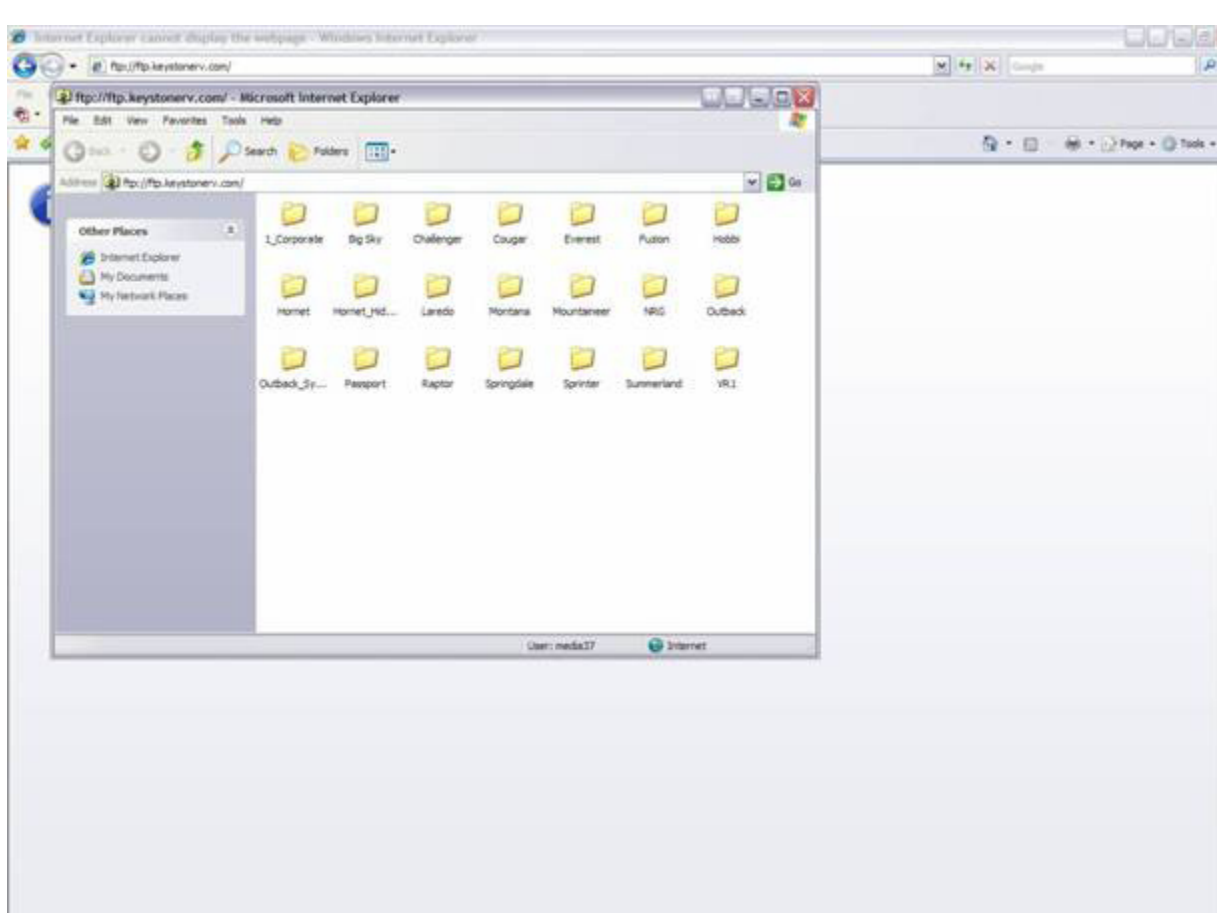 Internet Explorer cannot display the webpage - Windows Internet Explorer
ftp://ftp.keystonerv.com/
Google
File
ftp://ftp.keystonerv.com/ - Microsoft Internet Explorer
File Edit View Favorites Tools Help
Back Search Folders
Page Tools
Address ftp://ftp.keystonerv.com/ Go
Other Places
Internet Explorer
My Documents
My Network Places
1_Corporate Big Sky Challenger Cougar Everest Fuzion Hobbi
Hornet Hornet_Hid... Laredo Montana Mountaineer NRG Outback
Outback_Sy... Passport Raptor Springdale Sprinter Summerland VR1
User: media37 Internet